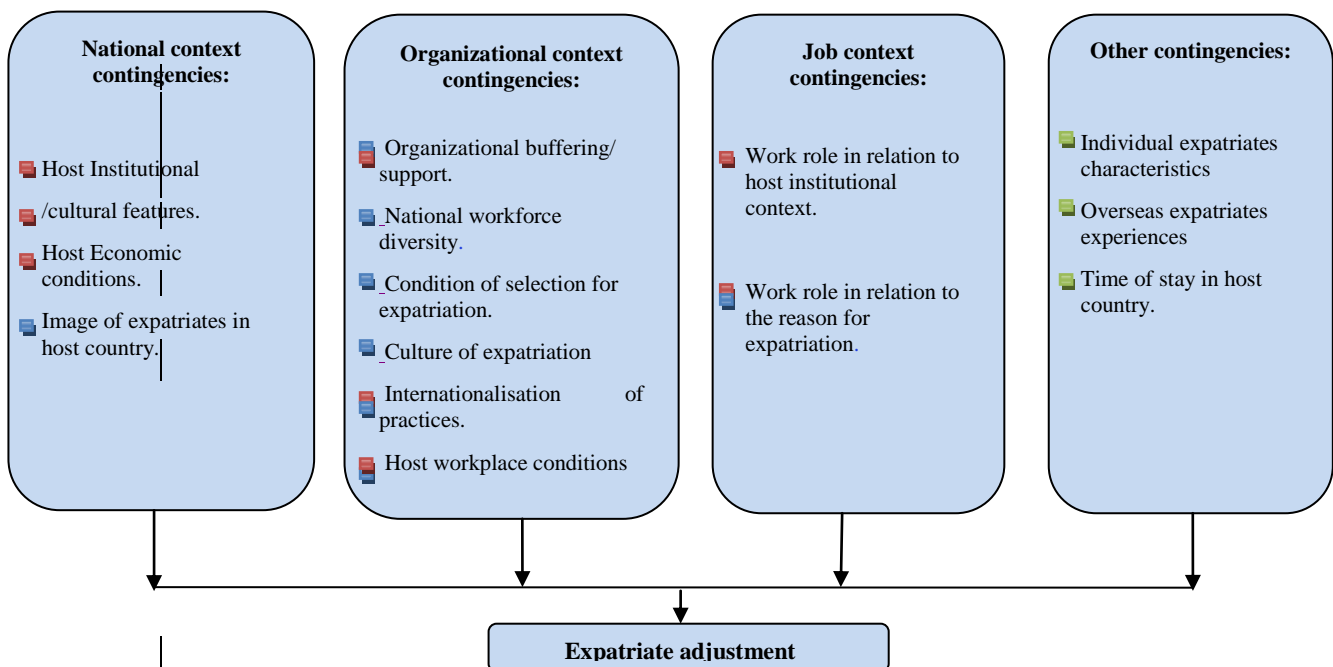 National context
contingencies:
Host Institutional
/cultural features.
Host Economic
conditions.
Image of expatriates in
host country.
Organizational context
contingencies:
Organizational buffering/
support.
National workforce
diversity.
Condition of selection for
expatriation.
Culture of expatriation
Internationalisation of
practices.
Host workplace conditions
Job context
contingencies:
Work role in relation to
host institutional
context.
Work role in relation to
the reason for
expatriation.
Other contingencies:
Individual expatriates
characteristics
Overseas expatriates
experiences
Time of stay in host
country.
Expatriate adjustment